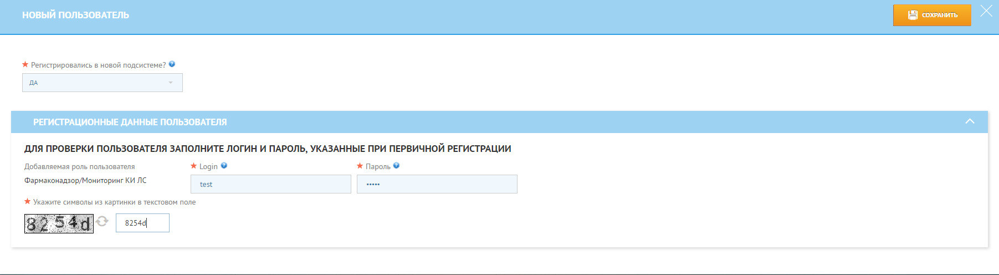 НОВЫЙ ПОЛЬЗОВАТЕЛЬ
СОХРАНИТЬ
Регистрировались в новой подсистеме?
ДА
РЕГИСТРАЦИОННЫЕ ДАННЫЕ ПОЛЬЗОВАТЕЛЯ
ДЛЯ ПРОВЕРКИ ПОЛЬЗОВАТЕЛЯ ЗАПОЛНИТЕ ЛОГИН И ПАРОЛЬ, УКАЗАННЫЕ ПРИ ПЕРВИЧНОЙ РЕГИСТРАЦИИ
Добавляемая роль пользователя
Фармаконадзор/Мониторинг КИ ЛС
Login
test
Пароль
•••••
Укажите символы из картинки в текстовом поле
8254d
8254d